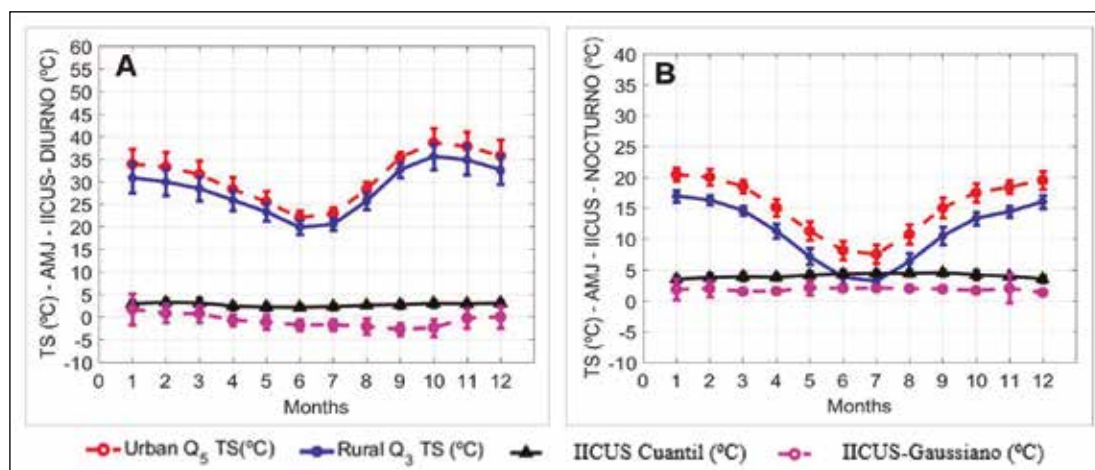 A
TS (ºC) - AMJ - IICUS- DIURNO (ºC)
60
55
50
45
40
35
30
25
20
15
10
5
0
-5
-10
0 1 2 3 4 5 6 7 8 9 10 11 12
Months
B
TS (ºC) - AMJ - IICUS - NOCTURNO (ºC)
40
35
30
25
20
15
10
5
0
-5
-10
0 1 2 3 4 5 6 7 8 9 10 11 12
Months
Urban Q5 TS(ºC) Rural Q3 TS (ºC) IICUS Cuantil (ºC) IICUS-Gaussiano (ºC)